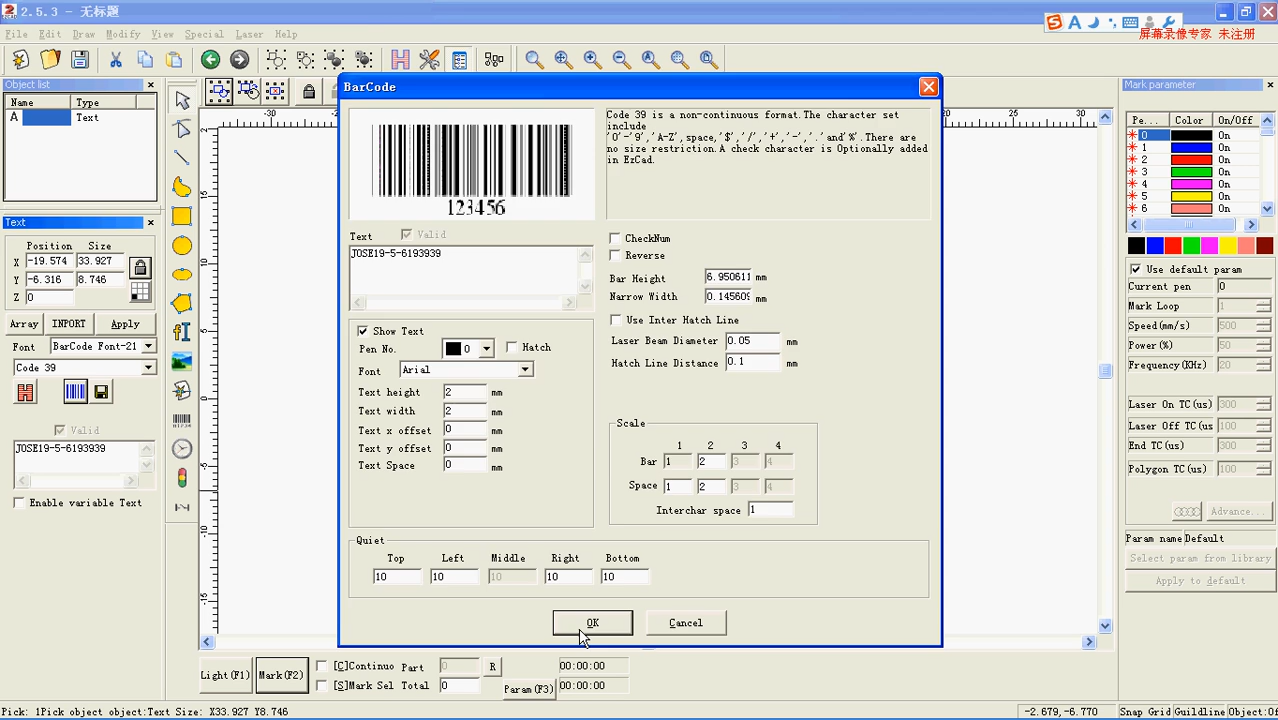 2.5.3 - 无标题
File Edit Draw Modify View Special Laser Help
屏幕录像专家 未注册
Object list
Name Type
A Text
Text
Position Size
X -19.574 33.927
Y -6.316 8.746
Z 0
Array INPORT Apply
Font BarCode Font-21
Code 39
Valid
JOSE19-5-6193939
Enable variable Text
-30 -20
20 30
BarCode
123456
Code 39 is a non-continuous format.The character set
include
'0'-'9','A-Z',space,'$','/','+','-','.'and'%'.There are
no size restriction.A check character is Optionally added
in EzCad.
Text Valid
JOSE19-5-6193939
CheckNum
Reverse
Bar Height 6.950611 mm
Narrow Width 0.145609 mm
Use Inter Hatch Line
Laser Beam Diameter 0.05 mm
Hatch Line Distance 0.1 mm
Show Text
Pen No. 0 Hatch
Font Arial
Text height 2 mm
Text width 2 mm
Text x offset 0 mm
Text y offset 0 mm
Text Space 0 mm
Scale
1 2 3 4
Bar 1 2 3 4
Space 1 2 3 4
Interchar space 1
Quiet
Top Left Middle Right Bottom
10 10 10 10 10
OK Cancel
Mark parameter
Pe... Color On/Off
0 On
1 On
2 On
3 On
4 On
5 On
6 On
Use default param
Current pen 0
Mark Loop 1
Speed(mm/s) 500
Power(%) 50
Frequency(KHz) 20
Laser On TC(us) 300
Laser Off TC(us 100
End TC(us) 300
Polygon TC(us) 100
Advance...
Param name Default
Select param from library
Apply to default
Light(F1) Mark(F2) [C]Continuo Part 0 R 00:00:00
[S]Mark Sel Total 0 Param(F3) 00:00:00
Pick: 1Pick object object:Text Size: X33.927 Y8.746
-2.679,-6.770 Snap Grid Guildline Object:Of